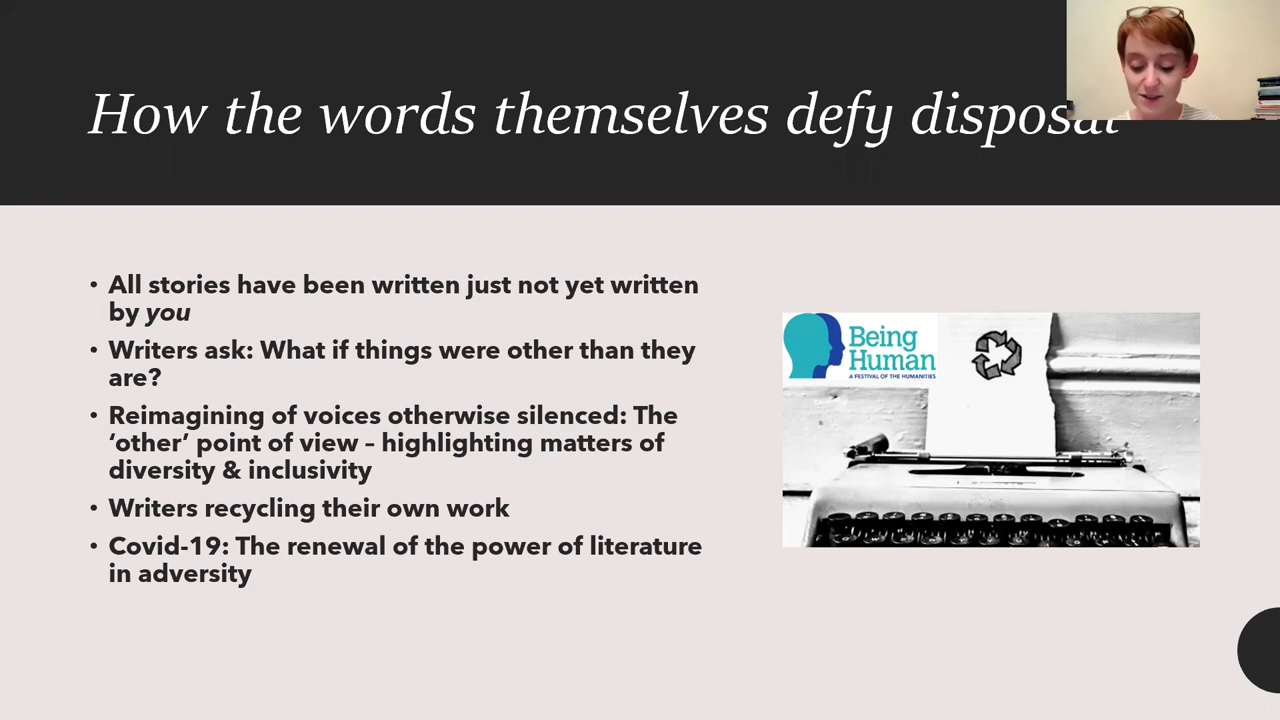 How the words themselves defy disposal
• All stories have been written just not yet written
by you
• Writers ask: What if things were other than they
are?
• Reimagining of voices otherwise silenced: The
‘other’ point of view – highlighting matters of
diversity & inclusivity
• Writers recycling their own work
• Covid-19: The renewal of the power of literature
in adversity
Being
Human
A FESTIVAL OF THE HUMANITIES